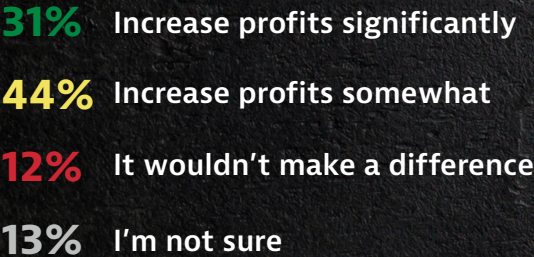 31% Increase profits significantly
44% Increase profits somewhat
12% It wouldn't make a difference
13% I'm not sure